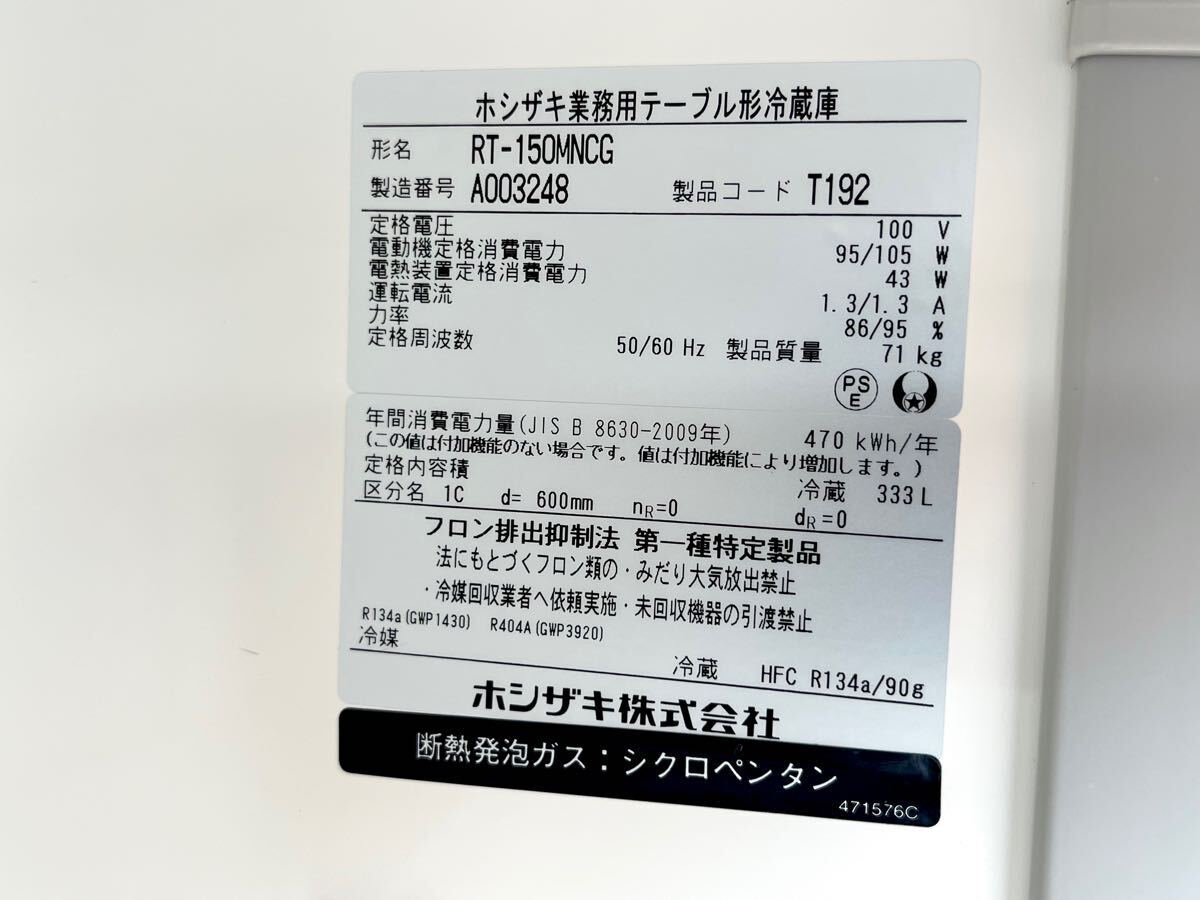 ホシザキ業務用テーブル形冷蔵庫
形名 RT-150MNCG
製造番号 A003248 製品コード T192
定格電圧 100 V
電動機定格消費電力 95/105 W
電熱装置定格消費電力 43 W
運転電流 1.3/1.3 A
力率 86/95 %
定格周波数 50/60 Hz 製品質量 71 kg
PS E
年間消費電力量(JIS B 8630-2009年) 470 kWh/年
(この値は付加機能のない場合です。値は付加機能により増加します。)
定格内容積 冷蔵 333 L
区分名 1C d= 600mm nR=0 dR=0
フロン排出抑制法 第一種特定製品
法にもとづくフロン類の・みだり大気放出禁止
・冷媒回収業者へ依頼実施・未回収機器の引渡禁止
R134a(GWP1430) R404A(GWP3920)
冷媒 冷蔵 HFC R134a/90g
ホシザキ株式会社
断熱発泡ガス:シクロペンタン
471576C